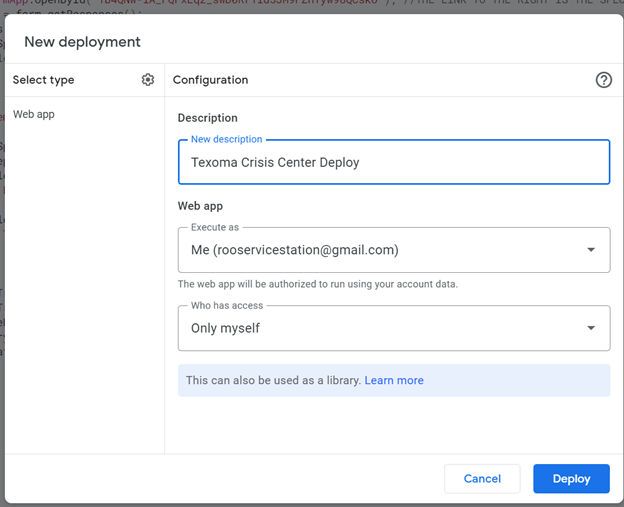 New deployment
Select type
Configuration
Web app
Description
New description
Texoma Crisis Center Deploy
Web app
Execute as
Me (rooservicestation@gmail.com)
The web app will be authorized to run using your account data.
Who has access
Only myself
This can also be used as a library. Learn more
Cancel
Deploy